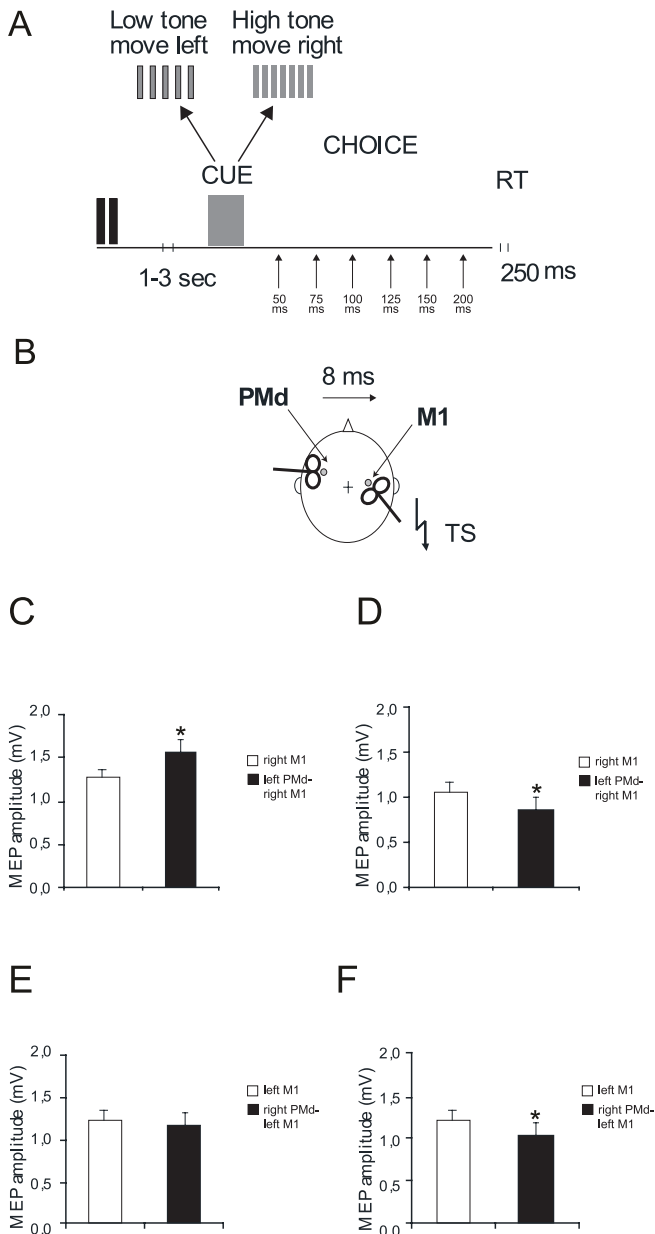 A
Low tone
move left
High tone
move right
CHOICE
CUE
RT
1-3 sec
50
ms
75
ms
100
ms
125
ms
150
ms
200
ms
250 ms
B
8 ms
PMd
M1
TS
C
MEP amplitude (mV)
2,0
1,5
1,0
0,5
0,0
*
right M1
left PMd-
right M1
D
MEP amplitude (mV)
2,0
1,5
1,0
0,5
0,0
*
right M1
left PMd-
right M1
E
MEP amplitude (mV)
2,0
1,5
1,0
0,5
0,0
left M1
right PMd-
left M1
F
MEP amplitude (mV)
2,0
1,5
1,0
0,5
0,0
*
left M1
right PMd-
left M1